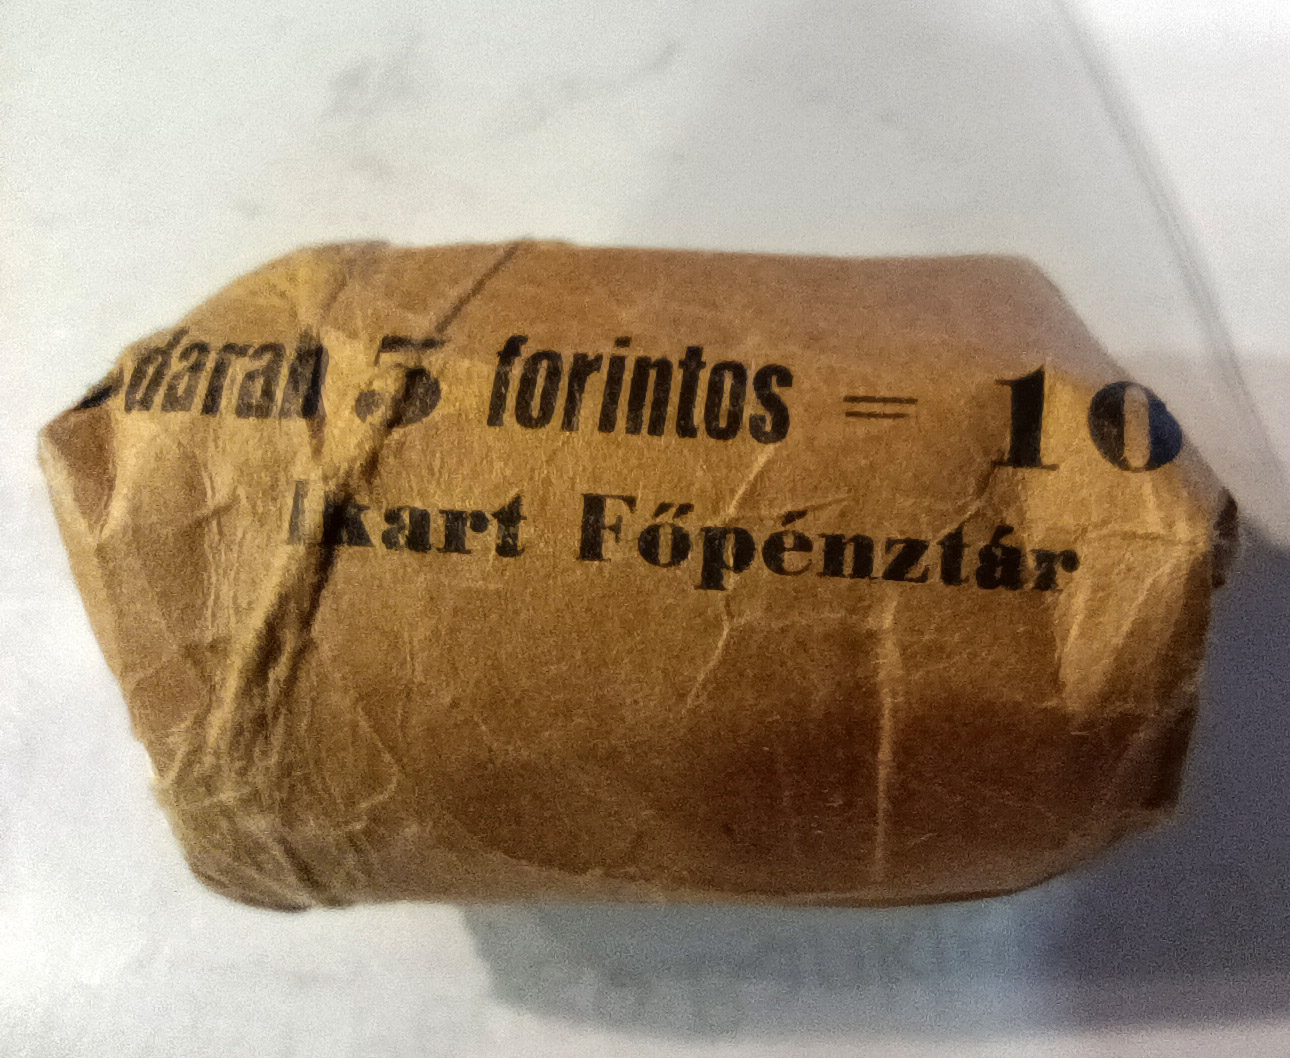 darab 5 forintos = 10
kart Főpénztár